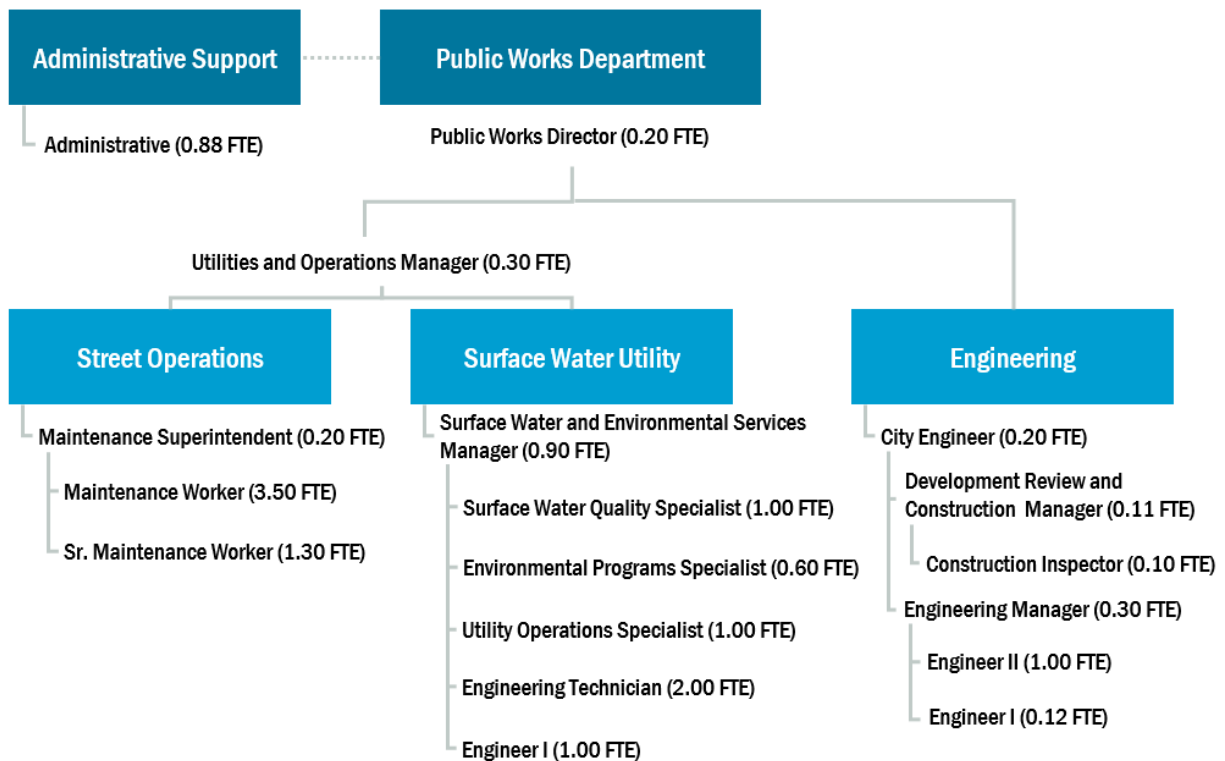 Administrative Support
Public Works Department
Administrative (0.88 FTE)
Public Works Director (0.20 FTE)
Utilities and Operations Manager (0.30 FTE)
Street Operations
Maintenance Superintendent (0.20 FTE)
Maintenance Worker (3.50 FTE)
Sr. Maintenance Worker (1.30 FTE)
Surface Water Utility
Surface Water and Environmental Services
Manager (0.90 FTE)
Surface Water Quality Specialist (1.00 FTE)
Environmental Programs Specialist (0.60 FTE)
Utility Operations Specialist (1.00 FTE)
Engineering Technician (2.00 FTE)
Engineer I (1.00 FTE)
Engineering
City Engineer (0.20 FTE)
Development Review and
Construction Manager (0.11 FTE)
Construction Inspector (0.10 FTE)
Engineering Manager (0.30 FTE)
Engineer II (1.00 FTE)
Engineer I (0.12 FTE)